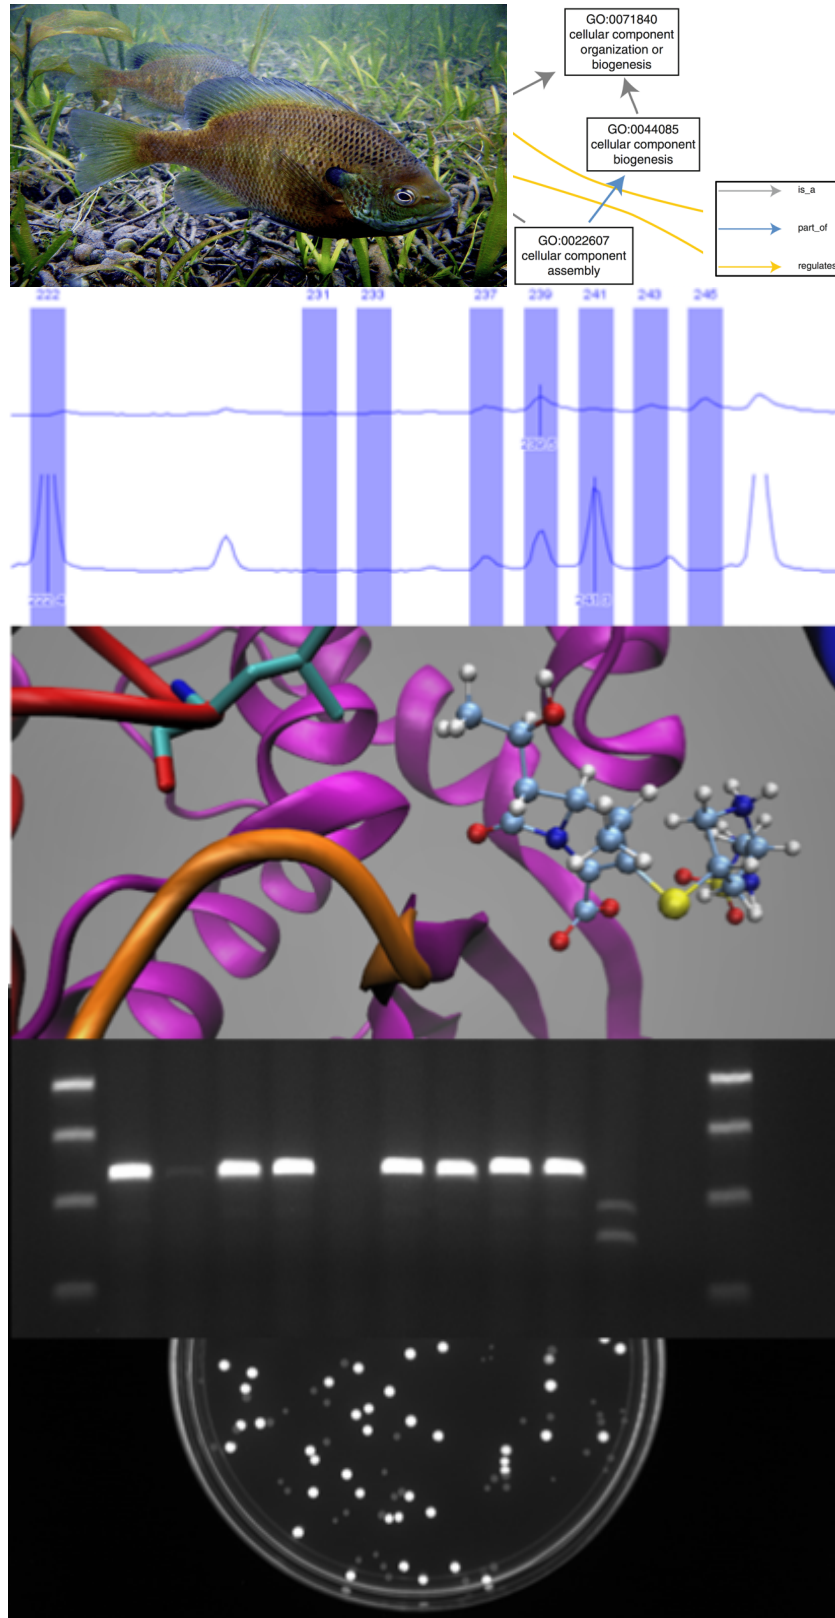 GO:0071840
cellular component
organization or
biogenesis
GO:0044085
cellular component
biogenesis
GO:0022607
cellular component
assembly
is_a
part_of
regulates
222 231 233 237 239 241 243 245
241.0